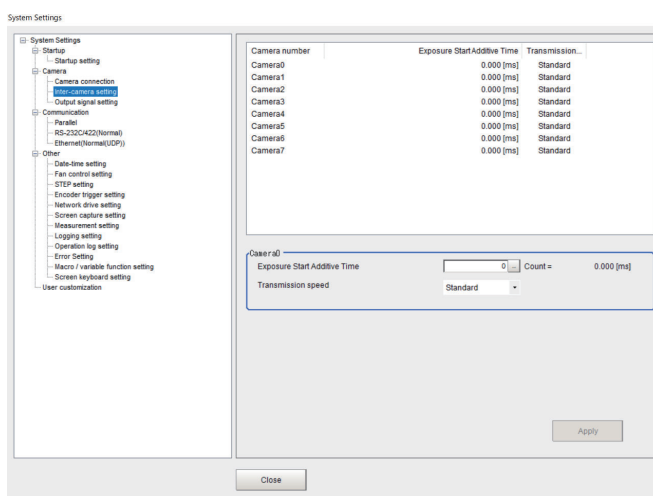 System Settings
System Settings
Startup
Startup setting
Camera
Camera connection
Inter-camera setting
Output signal setting
Communication
Parallel
RS-232C/422(Normal)
Ethernet(Normal(UDP))
Other
Date-time setting
Fan control setting
STEP setting
Encoder trigger setting
Network drive setting
Screen capture setting
Measurement setting
Logging setting
Operation log setting
Error Setting
Macro / variable function setting
Screen keyboard setting
User customization
Camera number Exposure Start Additive Time Transmission...
Camera0 0.000 [ms] Standard
Camera1 0.000 [ms] Standard
Camera2 0.000 [ms] Standard
Camera3 0.000 [ms] Standard
Camera4 0.000 [ms] Standard
Camera5 0.000 [ms] Standard
Camera6 0.000 [ms] Standard
Camera7 0.000 [ms] Standard
Camera0
Exposure Start Additive Time 0 ... Count = 0.000 [ms]
Transmission speed Standard
Apply
Close